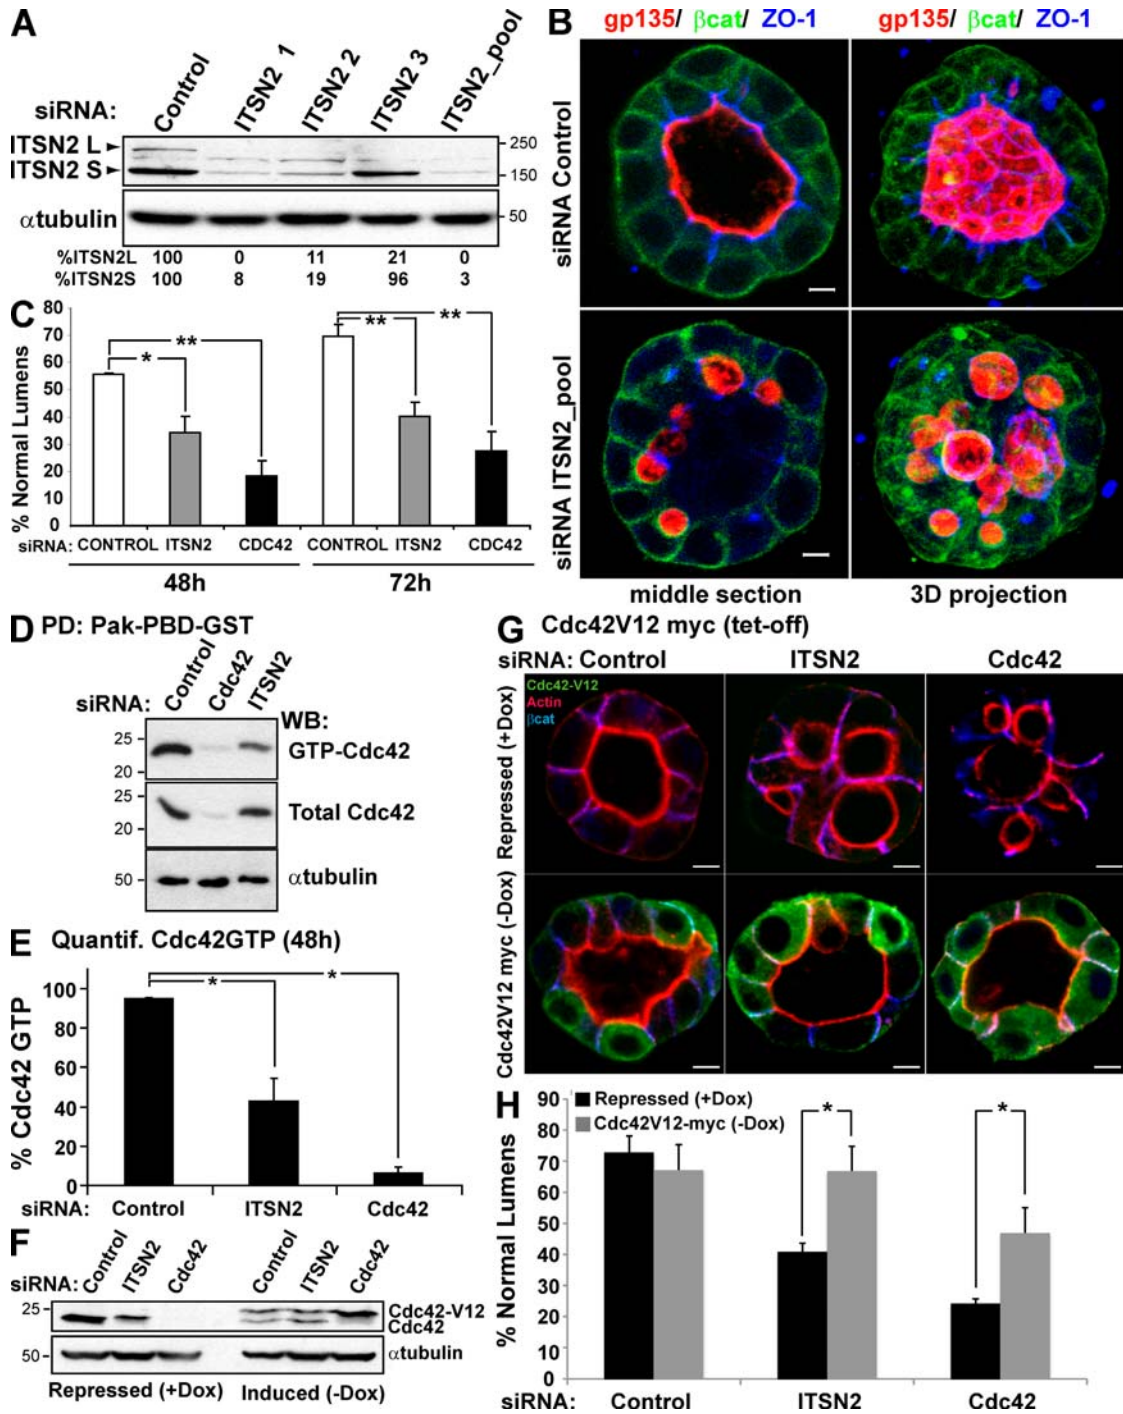 A
siRNA:
Control
ITSN2 1
ITSN2 2
ITSN2 3
ITSN2_pool
ITSN2 L
ITSN2 S
250
150
αtubulin
50
%ITSN2L 100 0 11 21 0
%ITSN2S 100 8 19 96 3
B
gp135/ βcat/ ZO-1
gp135/ βcat/ ZO-1
siRNA Control
siRNA ITSN2_pool
middle section
3D projection
C
% Normal Lumens
80
70
60
50
40
30
20
10
0
*
**
**
**
siRNA: CONTROL ITSN2 CDC42 CONTROL ITSN2 CDC42
48h
72h
D PD: Pak-PBD-GST
siRNA:
Control
Cdc42
ITSN2
WB:
25
20
GTP-Cdc42
25
20
Total Cdc42
50
αtubulin
E Quantif. Cdc42GTP (48h)
% Cdc42 GTP
100
80
60
40
20
0
*
*
siRNA: Control ITSN2 Cdc42
F
siRNA:
Control
ITSN2
Cdc42
Control
ITSN2
Cdc42
25
Cdc42-V12
Cdc42
50
αtubulin
Repressed (+Dox)
Induced (-Dox)
G Cdc42V12 myc (tet-off)
siRNA: Control ITSN2 Cdc42
Cdc42-V12
Actin
βcat
Repressed (+Dox)
Cdc42V12 myc (-Dox)
H
% Normal Lumens
90
80
70
60
50
40
30
20
10
0
Repressed (+Dox)
Cdc42V12-myc (-Dox)
*
*
siRNA: Control ITSN2 Cdc42